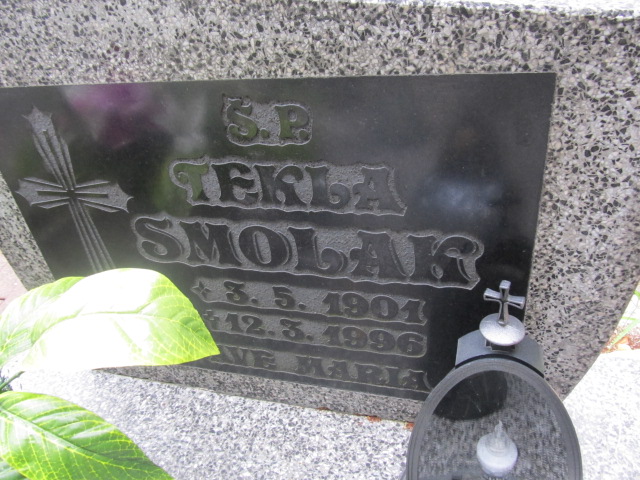 Ś.P.
TEKLA
SMOLAK
* 3.5.1901
† 12.3.1996
AVE MARIA